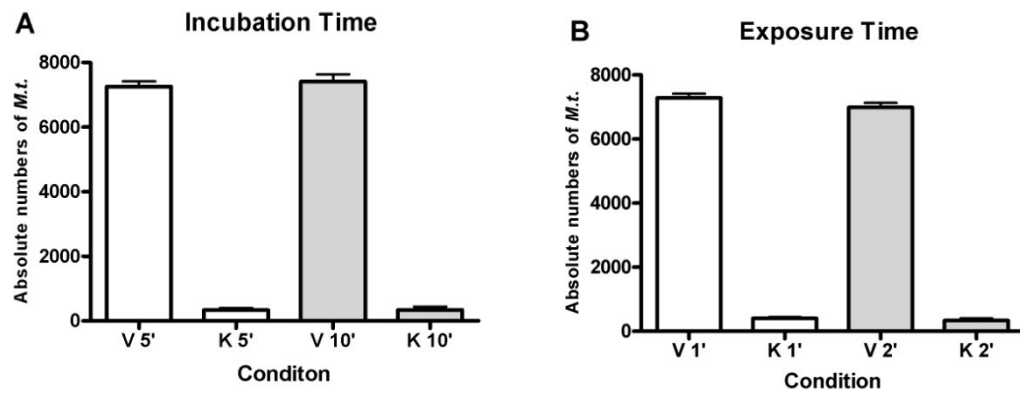 A
Incubation Time
Absolute numbers of M.t.
8000
6000
4000
2000
0
V 5' K 5' V 10' K 10'
Conditon
B
Exposure Time
Absolute numbers of M.t.
8000
6000
4000
2000
0
V 1' K 1' V 2' K 2'
Condition